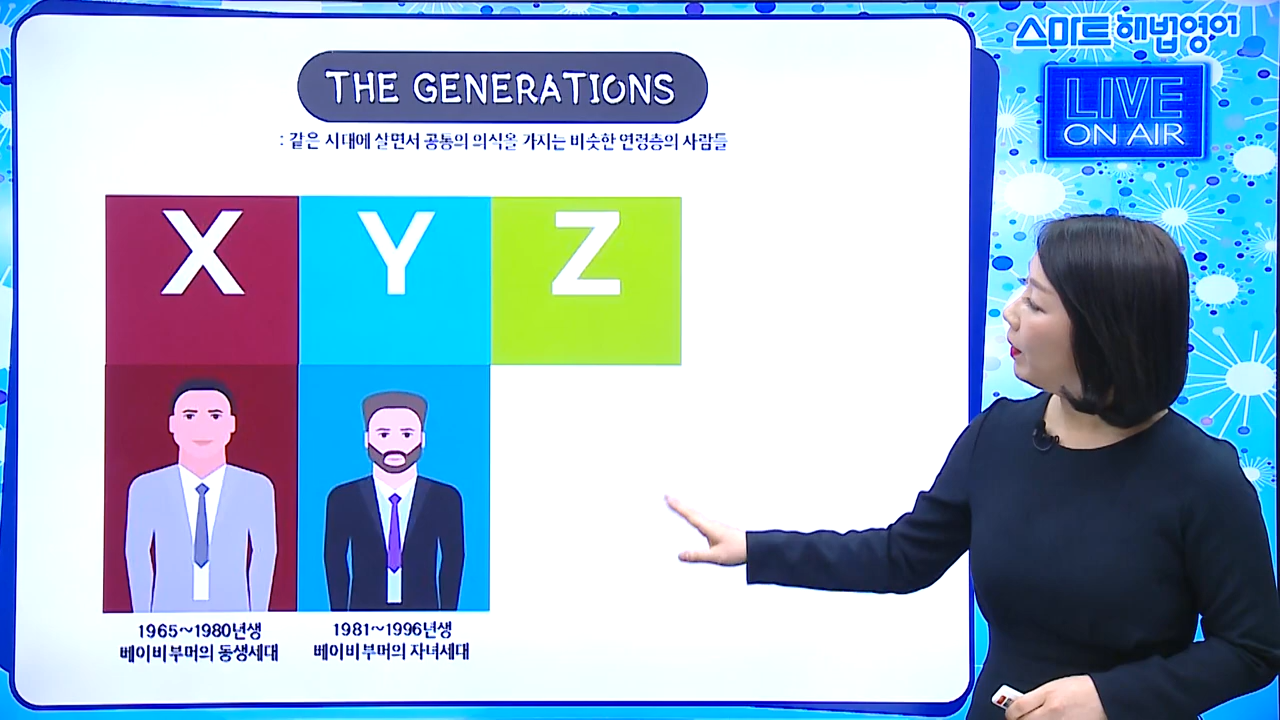 스마트 해법영어
LIVE
ON AIR
THE GENERATIONS
: 같은 시대에 살면서 공통의 의식을 가지는 비슷한 연령층의 사람들
X Y Z
1965~1980년생
베이비부머의 동생세대
1981~1996년생
베이비부머의 자녀세대